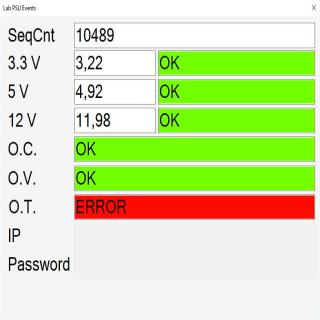 Lab PSU Events X
SeqCnt 10489
3.3 V 3,22 OK
5 V 4,92 OK
12 V 11,98 OK
O.C. OK
O.V. OK
O.T. ERROR
IP
Password